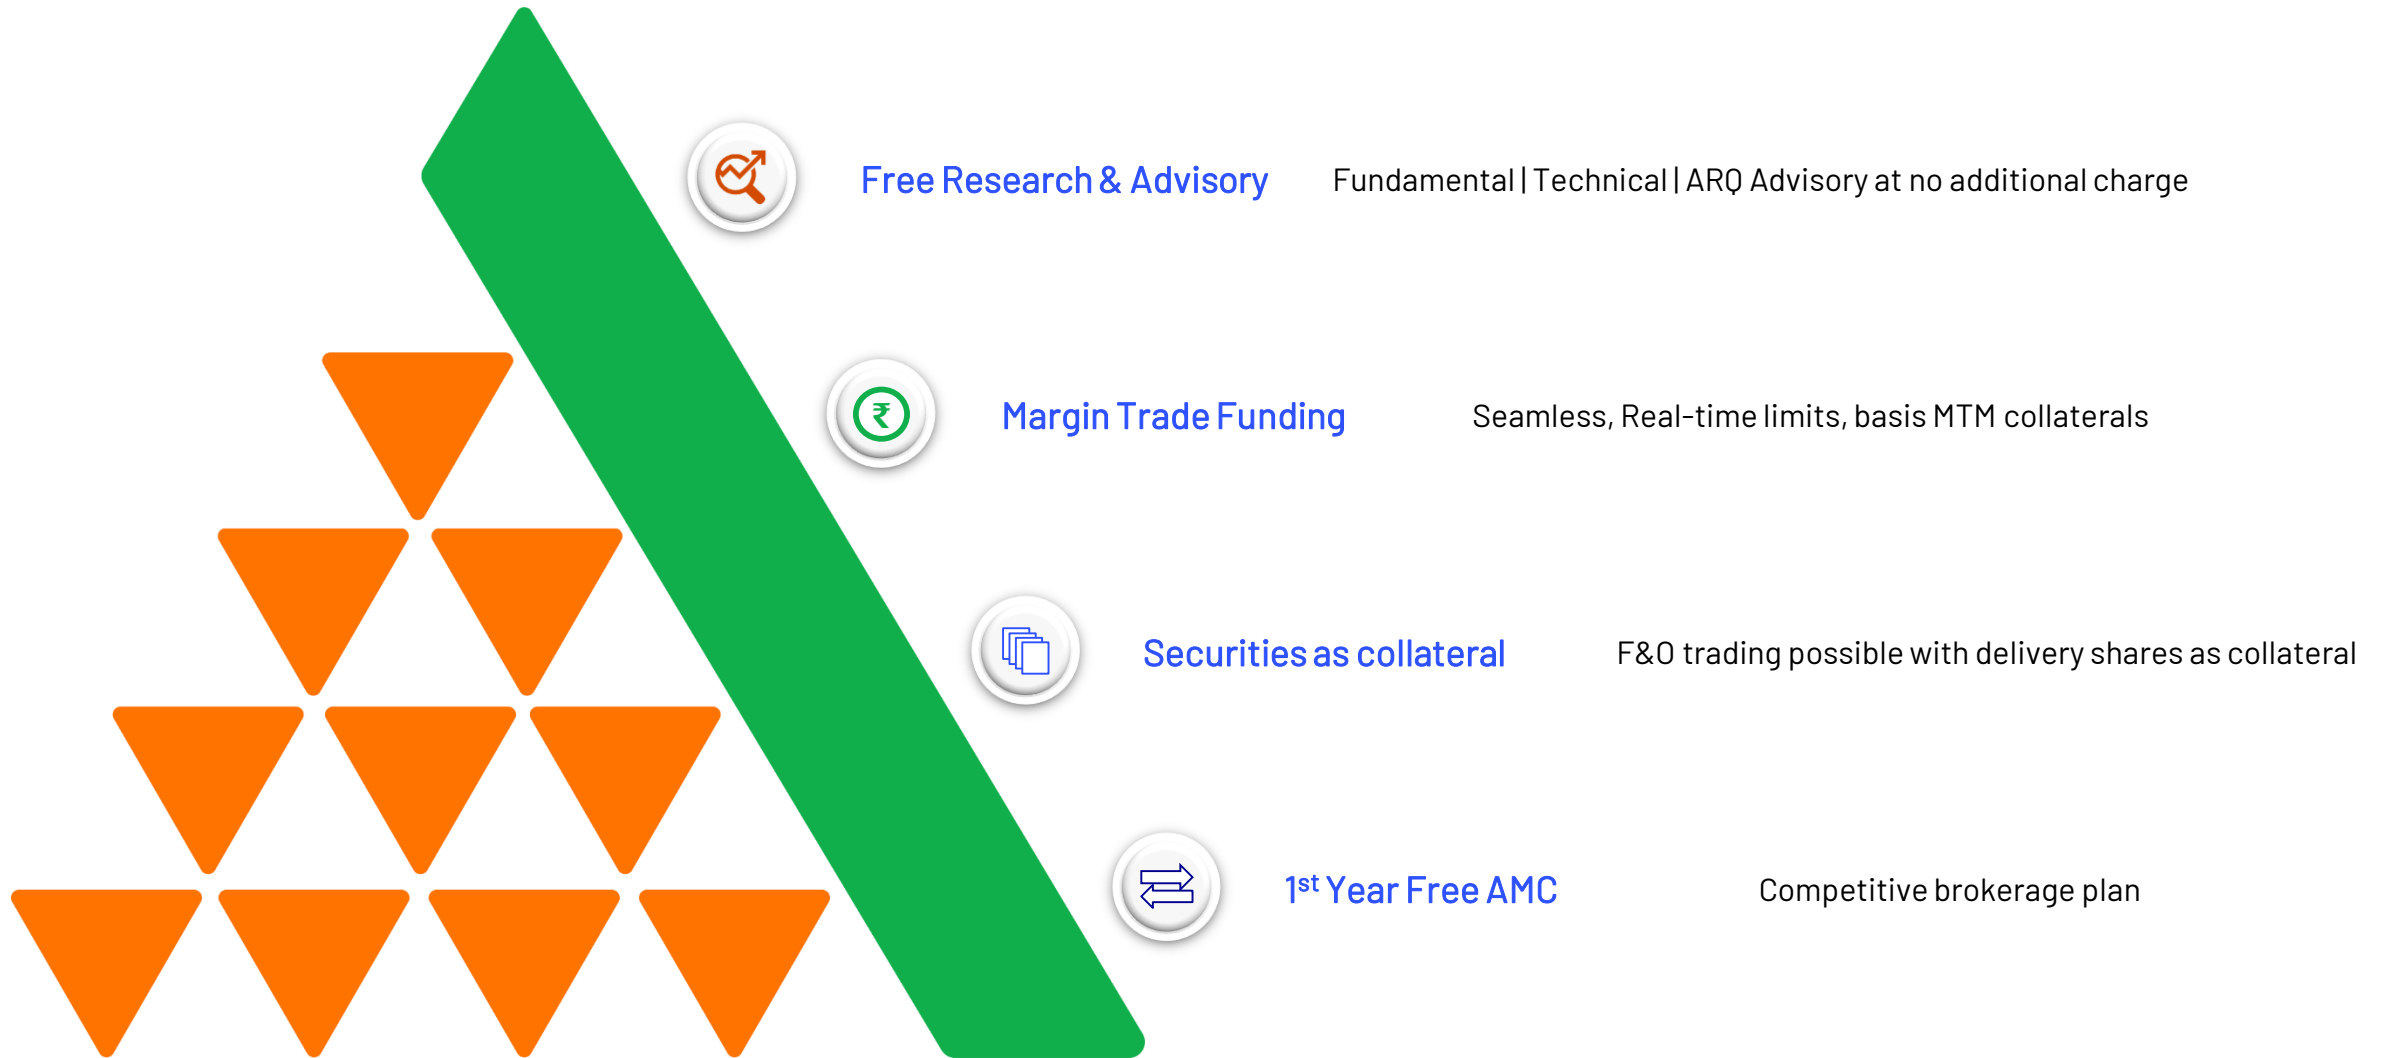 Free Research & Advisory Fundamental | Technical | ARQ Advisory at no additional charge
₹
Margin Trade Funding Seamless, Real-time limits, basis MTM collaterals
Securities as collateral F&O trading possible with delivery shares as collateral
1st Year Free AMC Competitive brokerage plan